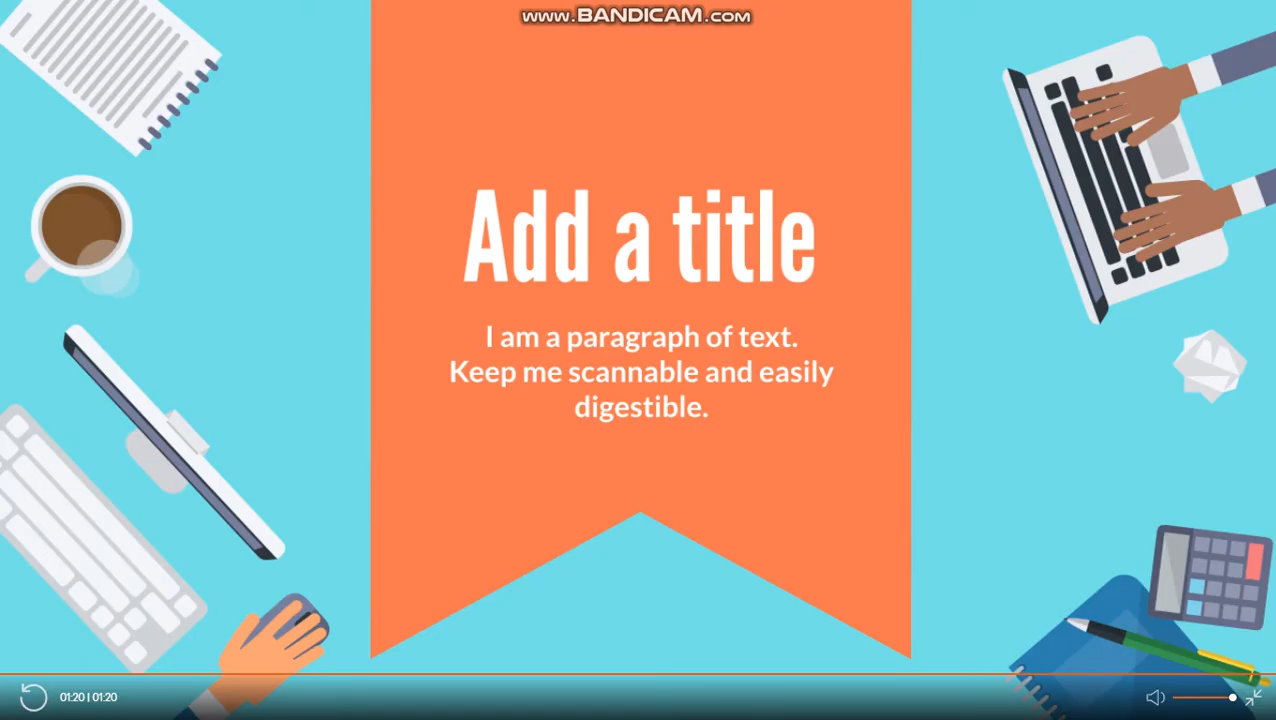 www.BANDICAM.com
Add a title
I am a paragraph of text.
Keep me scannable and easily
digestible.
01:20 | 01:20